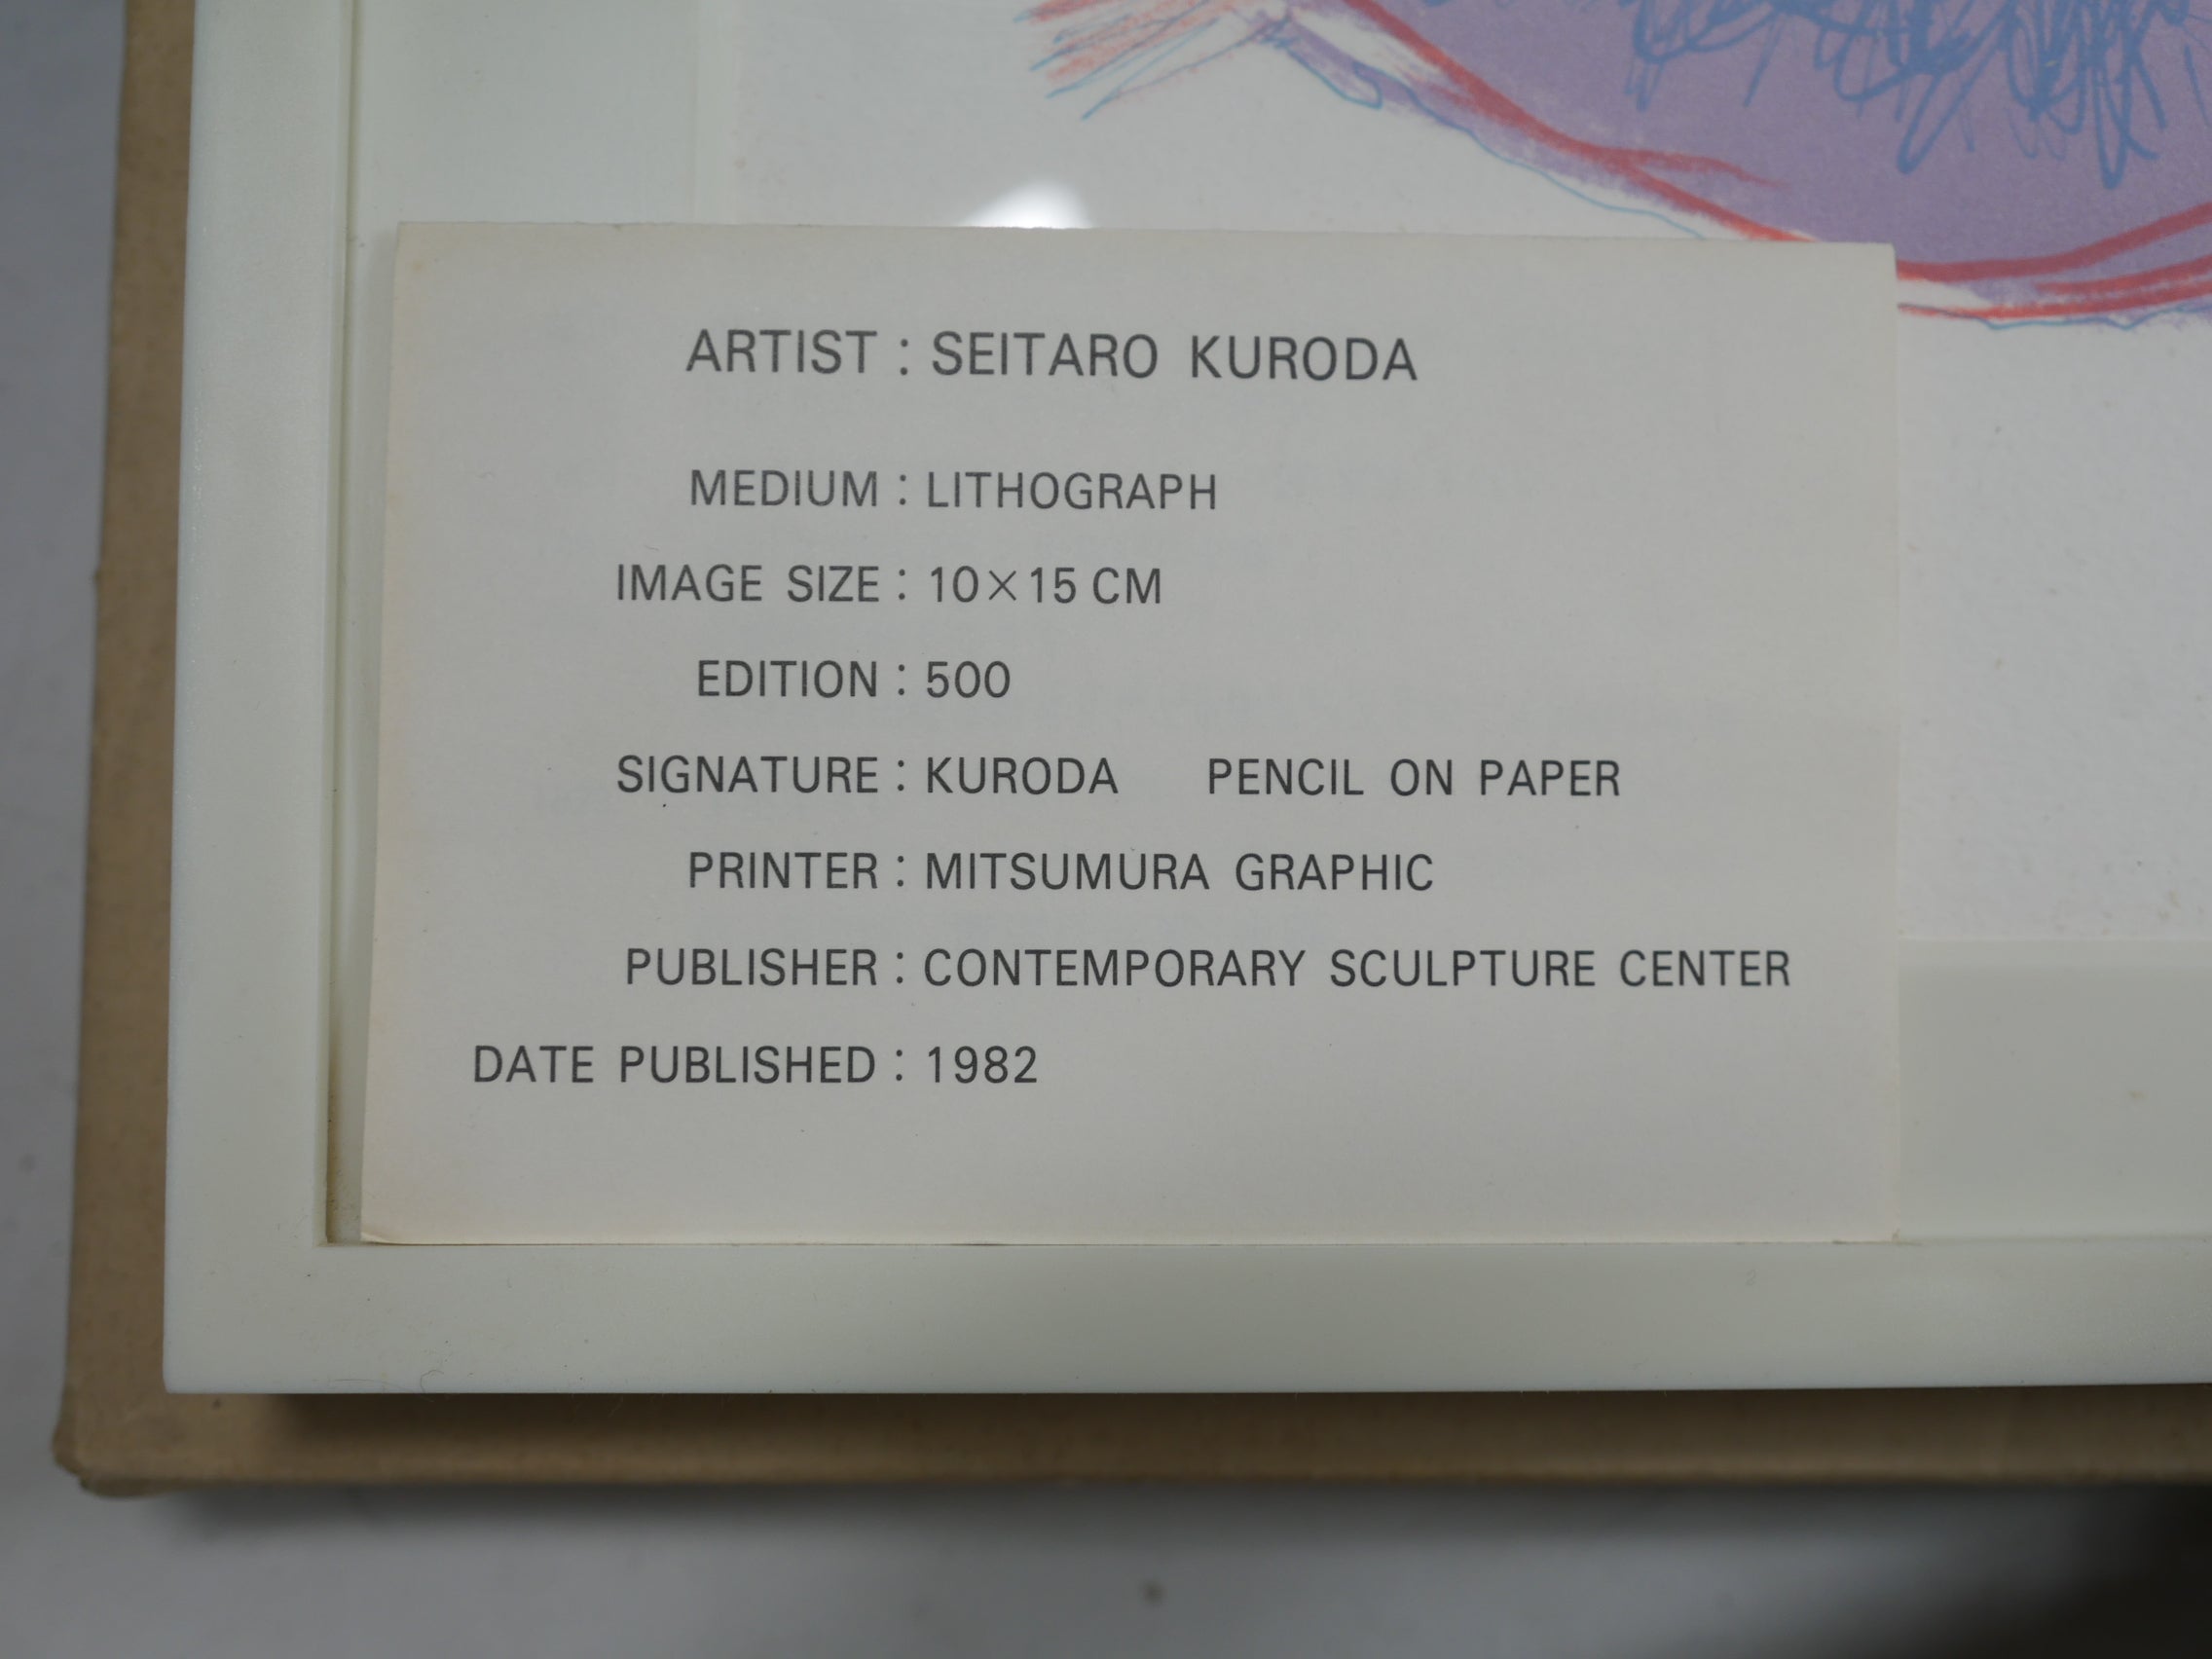 ARTIST : SEITARO KURODA
MEDIUM : LITHOGRAPH
IMAGE SIZE : 10×15 CM
EDITION : 500
SIGNATURE : KURODA PENCIL ON PAPER
PRINTER : MITSUMURA GRAPHIC
PUBLISHER : CONTEMPORARY SCULPTURE CENTER
DATE PUBLISHED : 1982